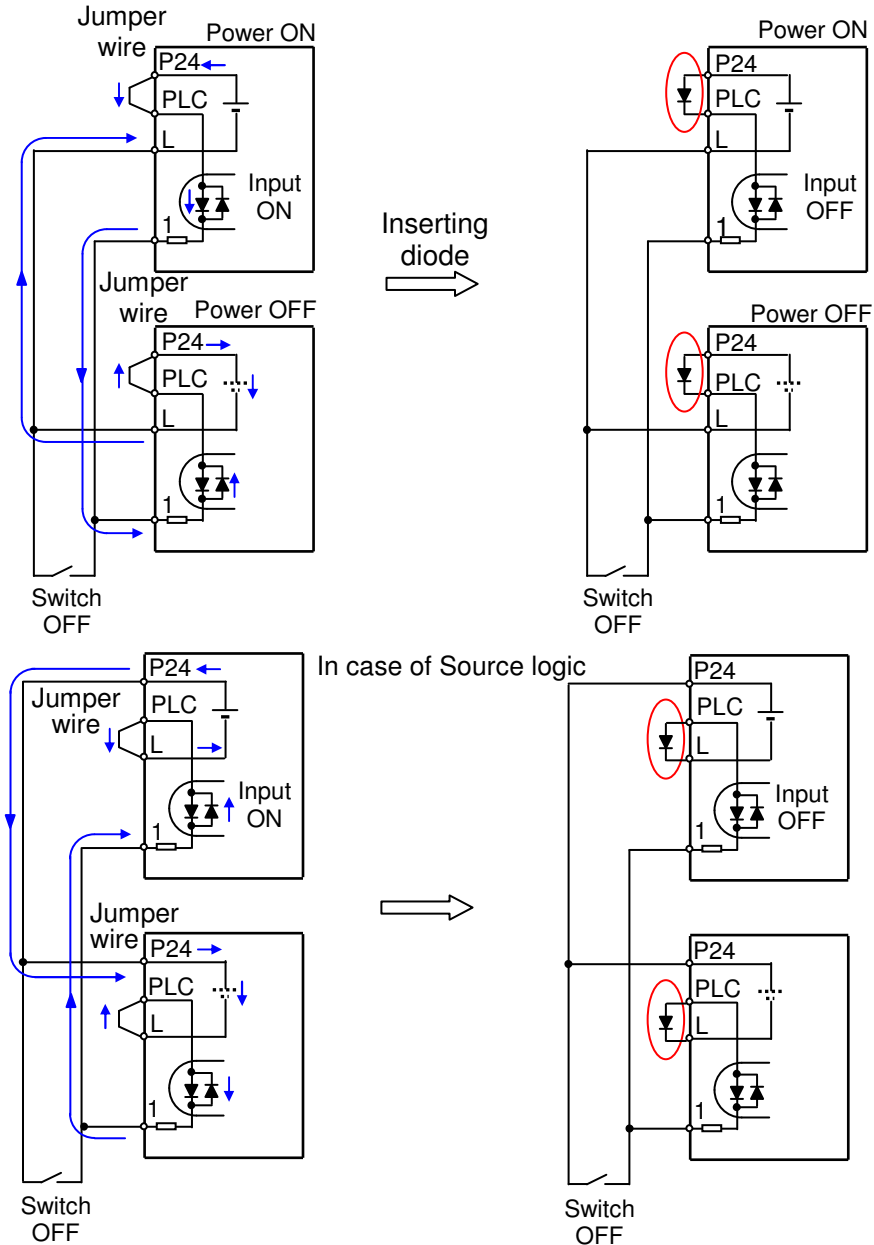 Jumper
wire
Power ON
P24
PLC
L
Input
ON
1
Jumper
wire
Power OFF
P24
PLC
L
1
Switch
OFF
Inserting
diode
Power ON
P24
PLC
L
Input
OFF
1
Power OFF
P24
PLC
L
1
Switch
OFF
In case of Source logic
P24
Jumper
wire
PLC
L
Input
ON
1
Jumper
wire
P24
PLC
L
1
Switch
OFF
P24
PLC
L
Input
OFF
1
P24
PLC
L
1
Switch
OFF